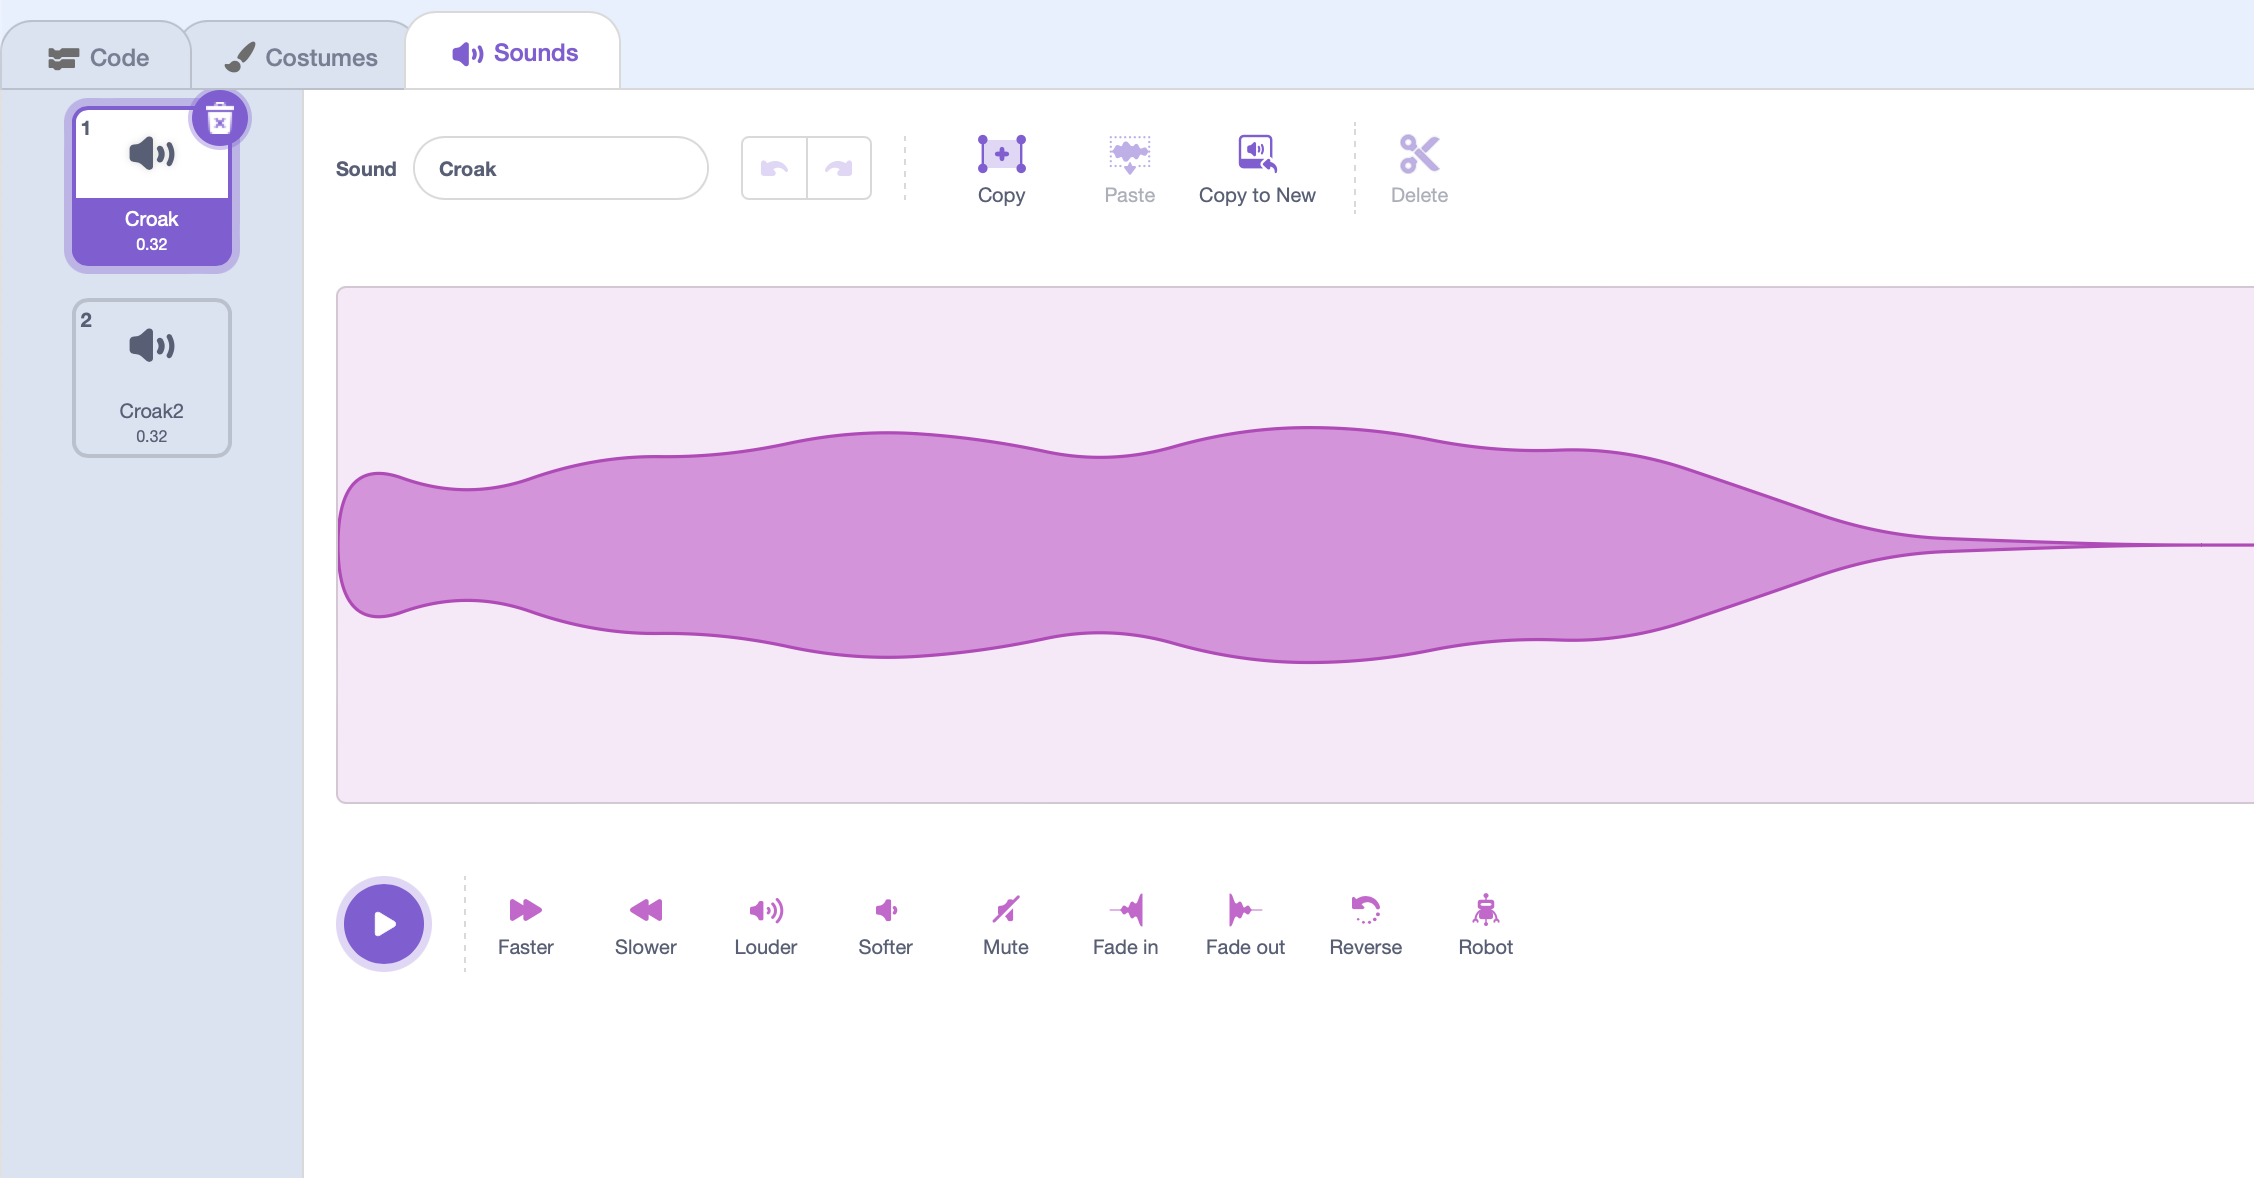 Code
Costumes
Sounds
1
Croak
0.32
2
Croak2
0.32
Sound
Croak
Copy
Paste
Copy to New
Delete
Faster
Slower
Louder
Softer
Mute
Fade in
Fade out
Reverse
Robot